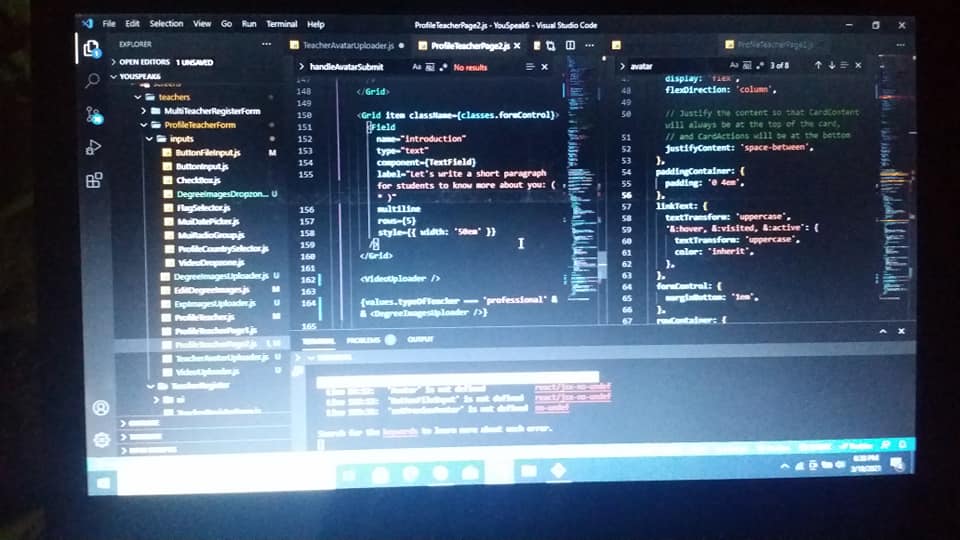 File Edit Selection View Go Run Terminal Help
ProfileTeacherPage2.js - YouSpeak6 - Visual Studio Code
EXPLORER
OPEN EDITORS 1 UNSAVED
YOUSPEAK6
screens
teachers
MultiTeacherRegisterForm
ProfileTeacherForm
inputs
ButtonFileInput.js M
ButtonInput.js
CheckBox.js
DegreeImagesDropzon... U
FlagSelector.js
MuiDatePicker.js
MuiRadioGroup.js
ProfileCountrySelector.js
VideoDropzone.js
DegreeImagesUploader.js U
EditDegreeImages.js M
ExpImagesUploader.js U
ProfileTeacher.js M
ProfileTeacherPage1.js
ProfileTeacherPage2.js
TeacherAvatarUploader.js U
VideoUploader.js U
TeacherRegister
ui
TeacherAvatarUploader.js
ProfileTeacherPage2.js
handleAvatarSubmit
No results
148 </Grid>
149
150 <Grid item className={classes.formControl}>
151 <Field
152 name="introduction"
153 type="text"
154 component={TextField}
155 label="Let's write a short paragraph
for students to know more about you: (
* )"
156 multiline
157 rows={5}
158 style={{ width: '50em' }}
159 />
160 </Grid>
161
162 <VideoUploader />
163
164 {values.typeOfTeacher === 'professional' &
& <DegreeImagesUploader />}
165
ProfileTeacherPage2.js
avatar
3 of 8
display: 'flex',
48 flexDirection: 'column',
49
50 // Justify the content so that CardContent
will always be at the top of the card,
51 // and CardActions will be at the bottom
52 justifyContent: 'space-between',
53 },
54 paddingContainer: {
55 padding: '0 4em',
56 },
57 linkText: {
58 textTransform: 'uppercase',
59 '&:hover, &:visited, &:active': {
60 textTransform: 'uppercase',
61 color: 'inherit',
62 },
63 },
64 formControl: {
65 marginBottom: '1em',
66 },
67 rowContainer: {
TERMINAL PROBLEMS OUTPUT
TERMINAL
is not defined react/jsx-no-undef
'ButtonFileInput' is not defined react/jsx-no-undef
is not defined no-undef
Search for the keywords to learn more about each error.